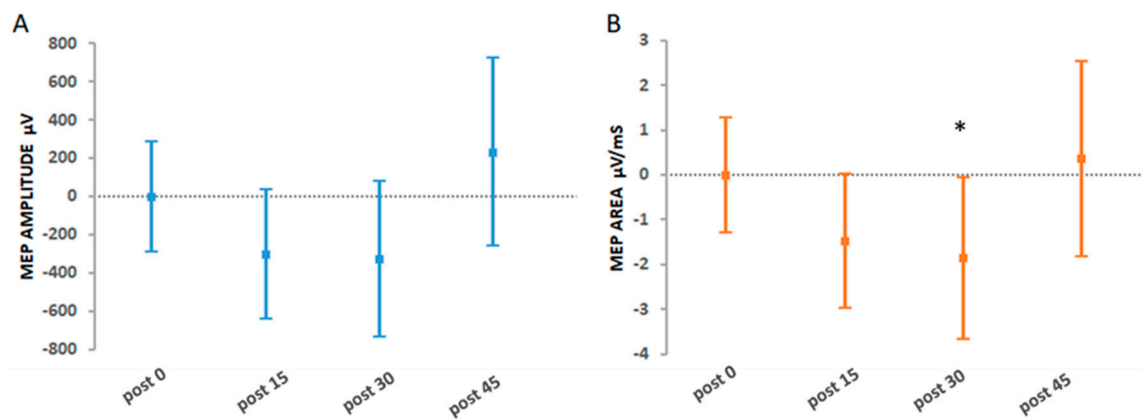 A
MEP AMPLITUDE µV
800
600
400
200
0
-200
-400
-600
-800
post 0
post 15
post 30
post 45
B
MEP AREA µV/mS
3
2
1
0
-1
-2
-3
-4
*
post 0
post 15
post 30
post 45